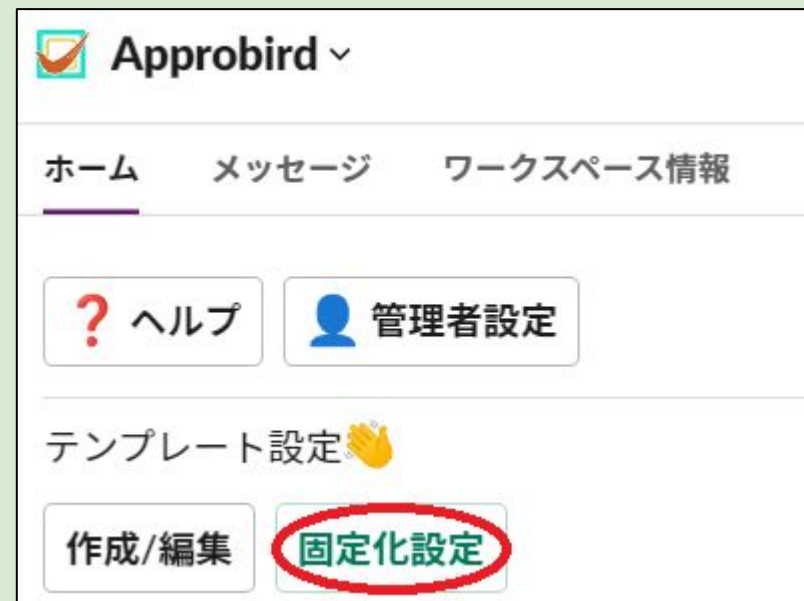 Approbird
ホーム メッセージ ワークスペース情報
❓ ヘルプ 👤 管理者設定
テンプレート設定👋
作成/編集 固定化設定